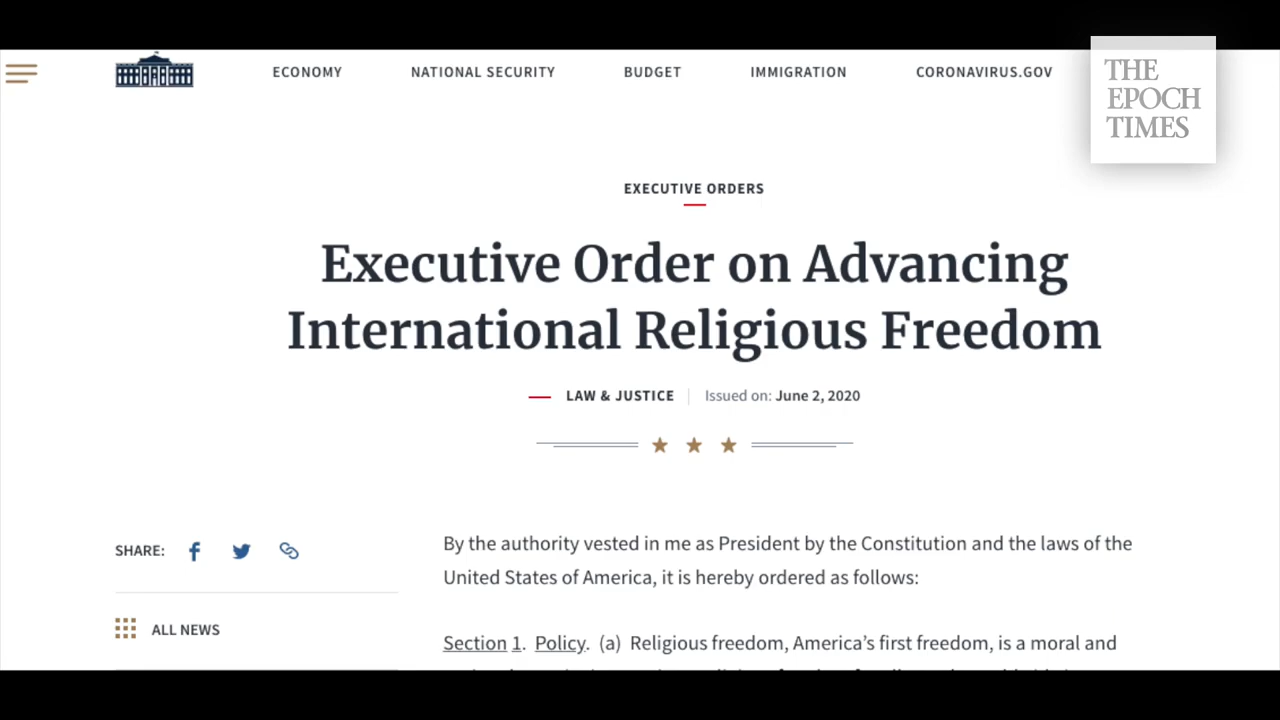 ECONOMY NATIONAL SECURITY BUDGET IMMIGRATION CORONAVIRUS.GOV
THE
EPOCH
TIMES
EXECUTIVE ORDERS
Executive Order on Advancing
International Religious Freedom
LAW & JUSTICE Issued on: June 2, 2020
SHARE:
ALL NEWS
By the authority vested in me as President by the Constitution and the laws of the
United States of America, it is hereby ordered as follows:
Section 1. Policy. (a) Religious freedom, America’s first freedom, is a moral and